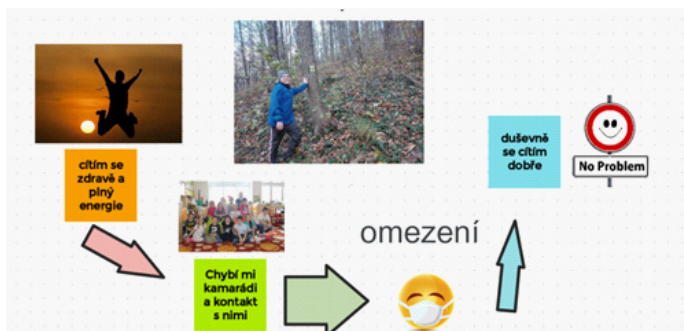 cítím se
zdravě a
plný
energie
Chybí mi
kamarádi
a kontakt
s nimi
omezení
duševně
se cítím
dobře
No Problem